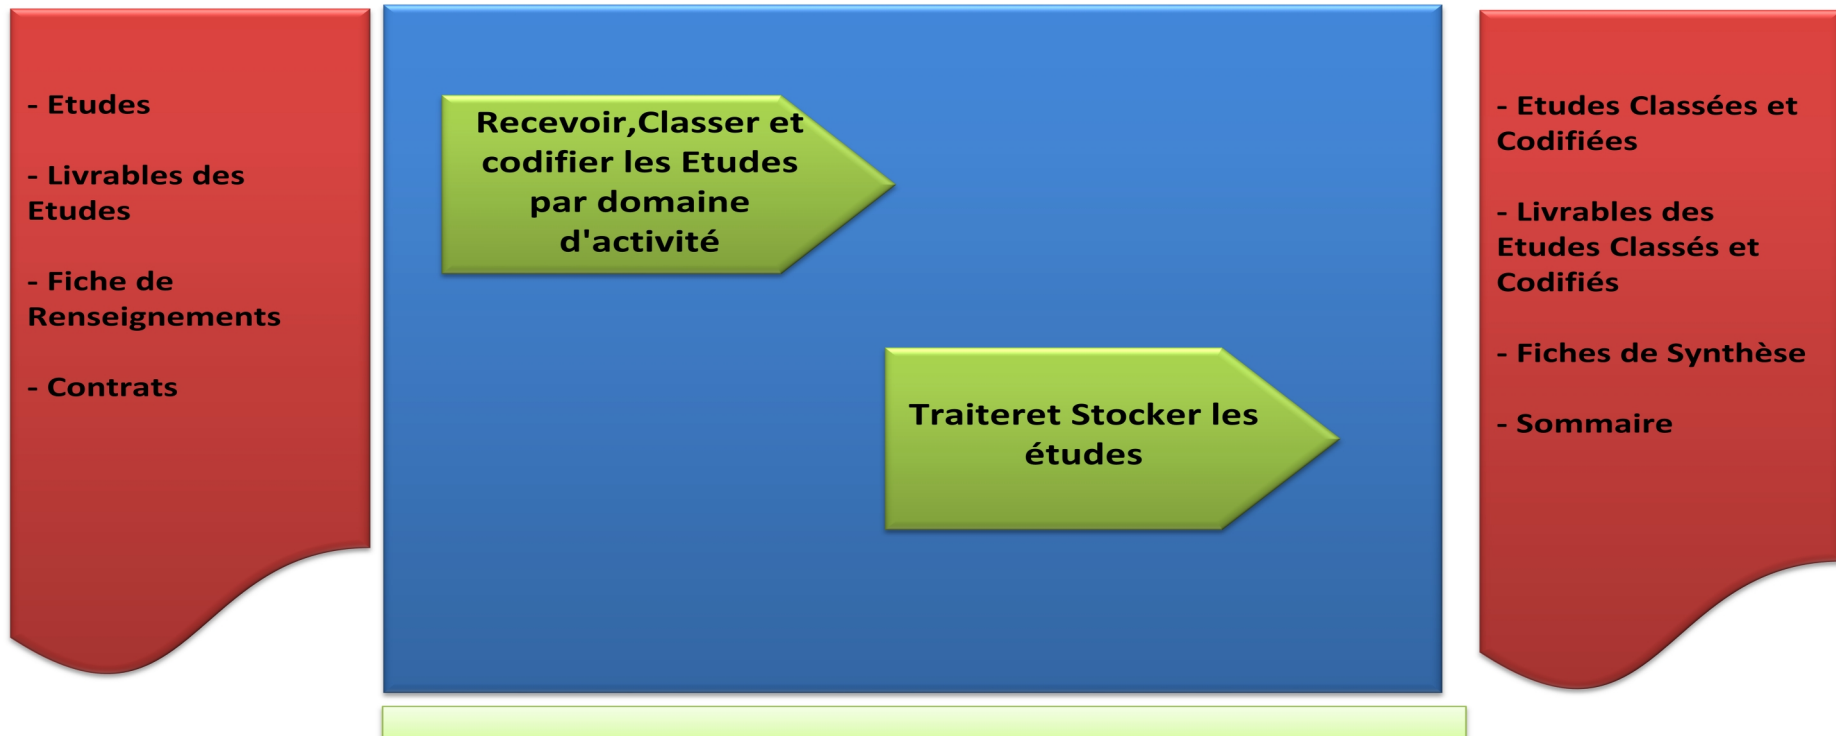 - Etudes
- Livrables des
Etudes
- Fiche de
Renseignements
- Contrats
Recevoir,Classer et
codifier les Etudes
par domaine
d'activité
Traiteret Stocker les
études
- Etudes Classées et
Codifiées
- Livrables des
Etudes Classés et
Codifiés
- Fiches de Synthèse
- Sommaire